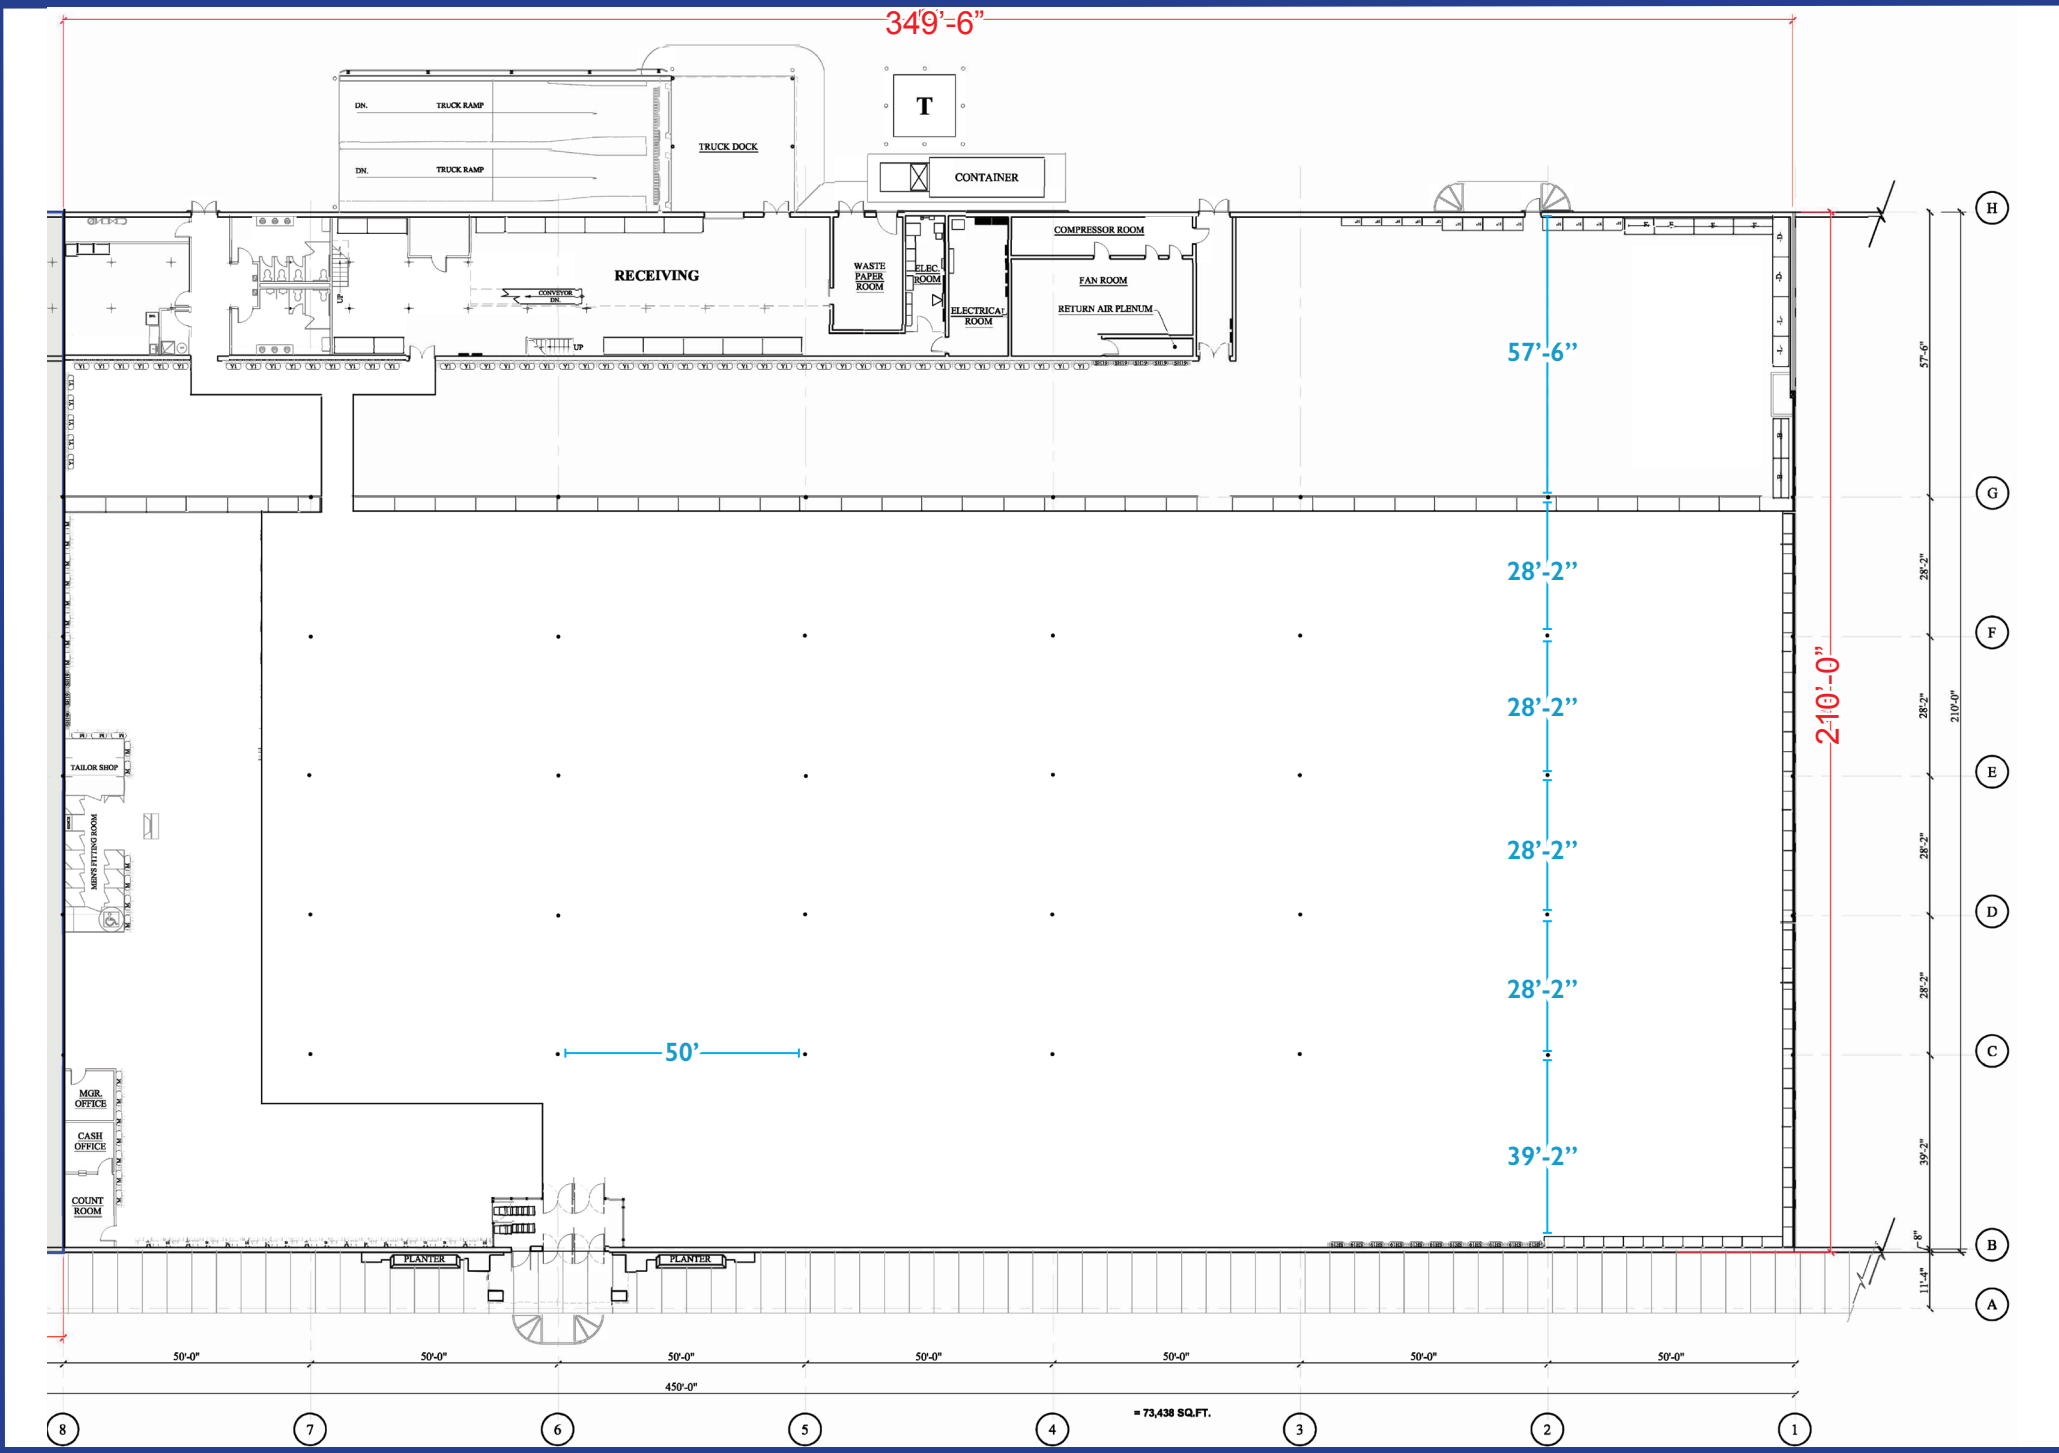 349'-6”
T
DN.
TRUCK RAMP
TRUCK DOCK
DN.
TRUCK RAMP
CONTAINER
H
COMPRESSOR ROOM
RECEIVING
WASTE
PAPER
ROOM
ELEC.
ROOM
FAN ROOM
CONVEYOR
DN.
UP
ELECTRICAL
ROOM
RETURN AIR PLENUM
UP
57'-6”
57'-6"
G
28'-2”
28'-2"
F
28'-2”
28'-2"
210'-0”
210'-0"
TAILOR SHOP
E
MEN'S FITTING ROOM
28'-2”
28'-2"
D
28'-2”
28'-2"
50'
C
MGR.
OFFICE
CASH
OFFICE
39'-2”
39'-2"
COUNT
ROOM
8"
B
PLANTER
PLANTER
11'-4"
A
50'-0"
50'-0"
50'-0"
50'-0"
50'-0"
50'-0"
50'-0"
450'-0"
= 73,438 SQ.FT.
8
7
6
5
4
3
2
1